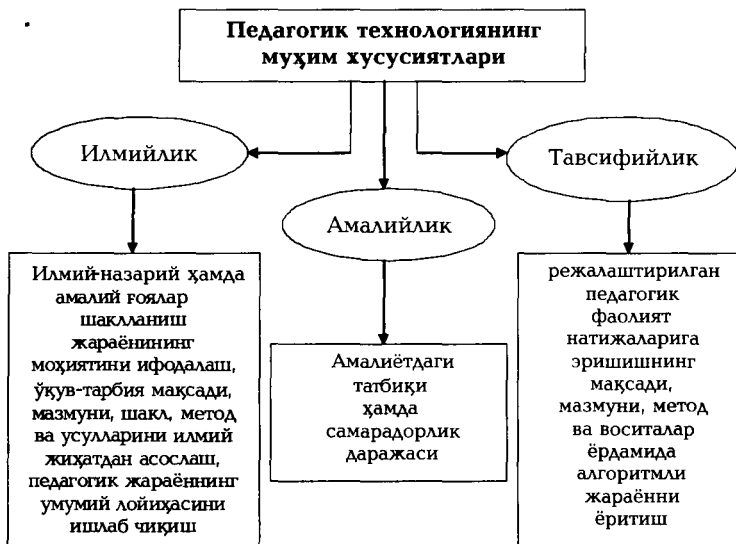 Педагогик технологиянинг
муҳим хусусиятлари
Илмийлик
Амалийлик
Тавсифийлик
Илмий-назарий ҳамда
амалий ғоялар
шаклланиш
жараёнининг
моҳиятини ифодалаш,
ўқув-тарбия мақсади,
мазмуни, шакл, метод
ва усулларини илмий
жиҳатдан асослаш,
педагогик жараённинг
умумий лойиҳасини
ишлаб чиқиш
Амалиётдаги
татбиқи
ҳамда
самарадорлик
даражаси
режалаштирилган
педагогик
фаолият
натижаларига
эришишнинг
мақсади,
мазмуни, метод
ва воситалар
ёрдамида
алгоритмли
жараённи
ёритиш